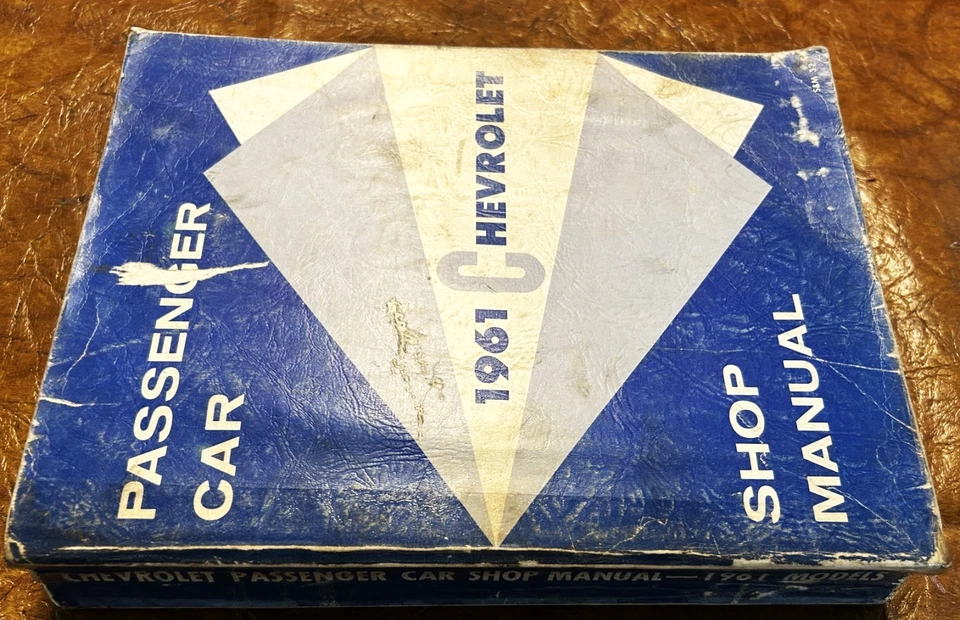 PASSENGER
CAR
1961 CHEVROLET
SHOP
MANUAL
CHEVROLET PASSENGER CAR SHOP MANUAL—1961 MODELS